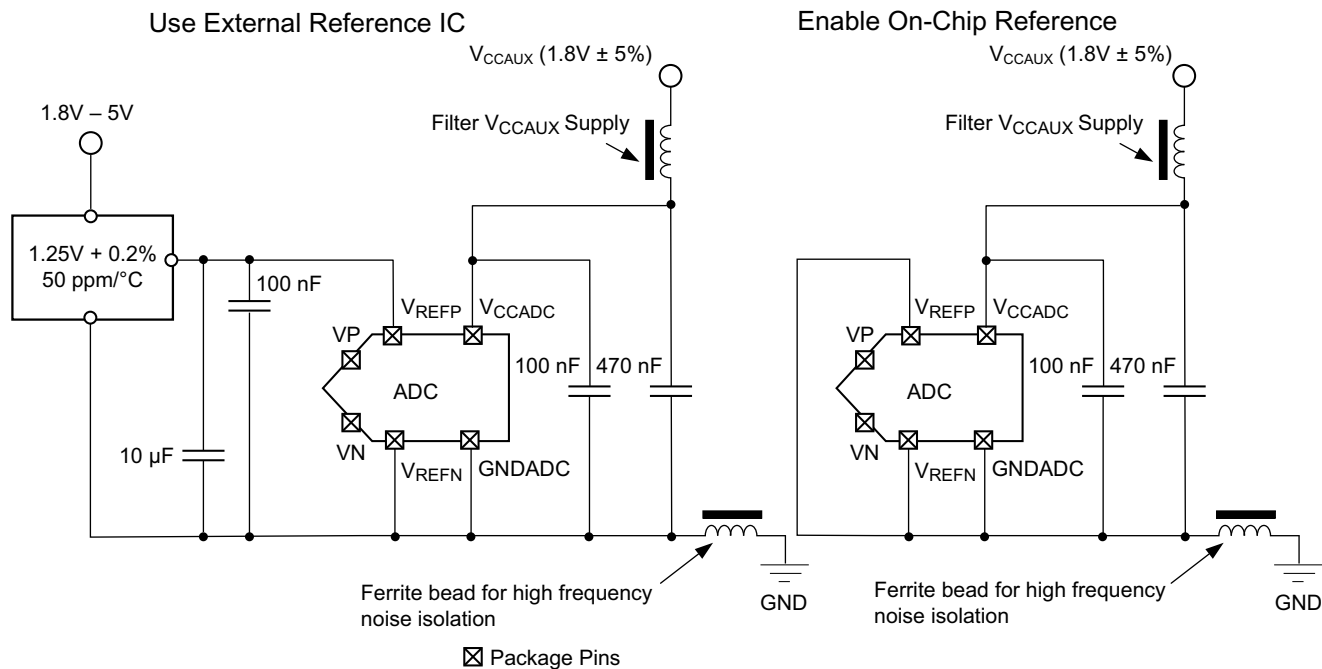 Use External Reference IC
VCCAUX (1.8V ± 5%)
1.8V – 5V
Filter VCCAUX Supply
1.25V + 0.2%
50 ppm/°C
100 nF
10 µF
VREFP
VCCADC
VP
ADC
VN
VREFN
GNDADC
100 nF
470 nF
Ferrite bead for high frequency
noise isolation
GND
Package Pins
Enable On-Chip Reference
VCCAUX (1.8V ± 5%)
Filter VCCAUX Supply
VREFP
VCCADC
VP
ADC
VN
VREFN
GNDADC
100 nF
470 nF
Ferrite bead for high frequency
noise isolation
GND